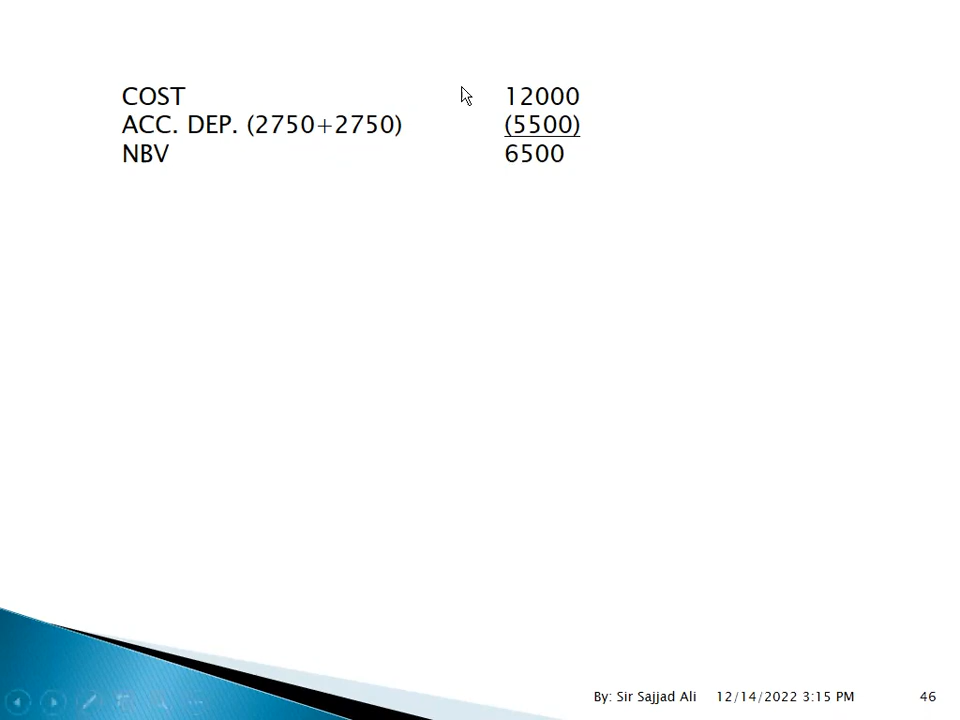 COST 12000
ACC. DEP. (2750+2750) (5500)
NBV 6500
By: Sir Sajjad Ali 12/14/2022 3:15 PM 46